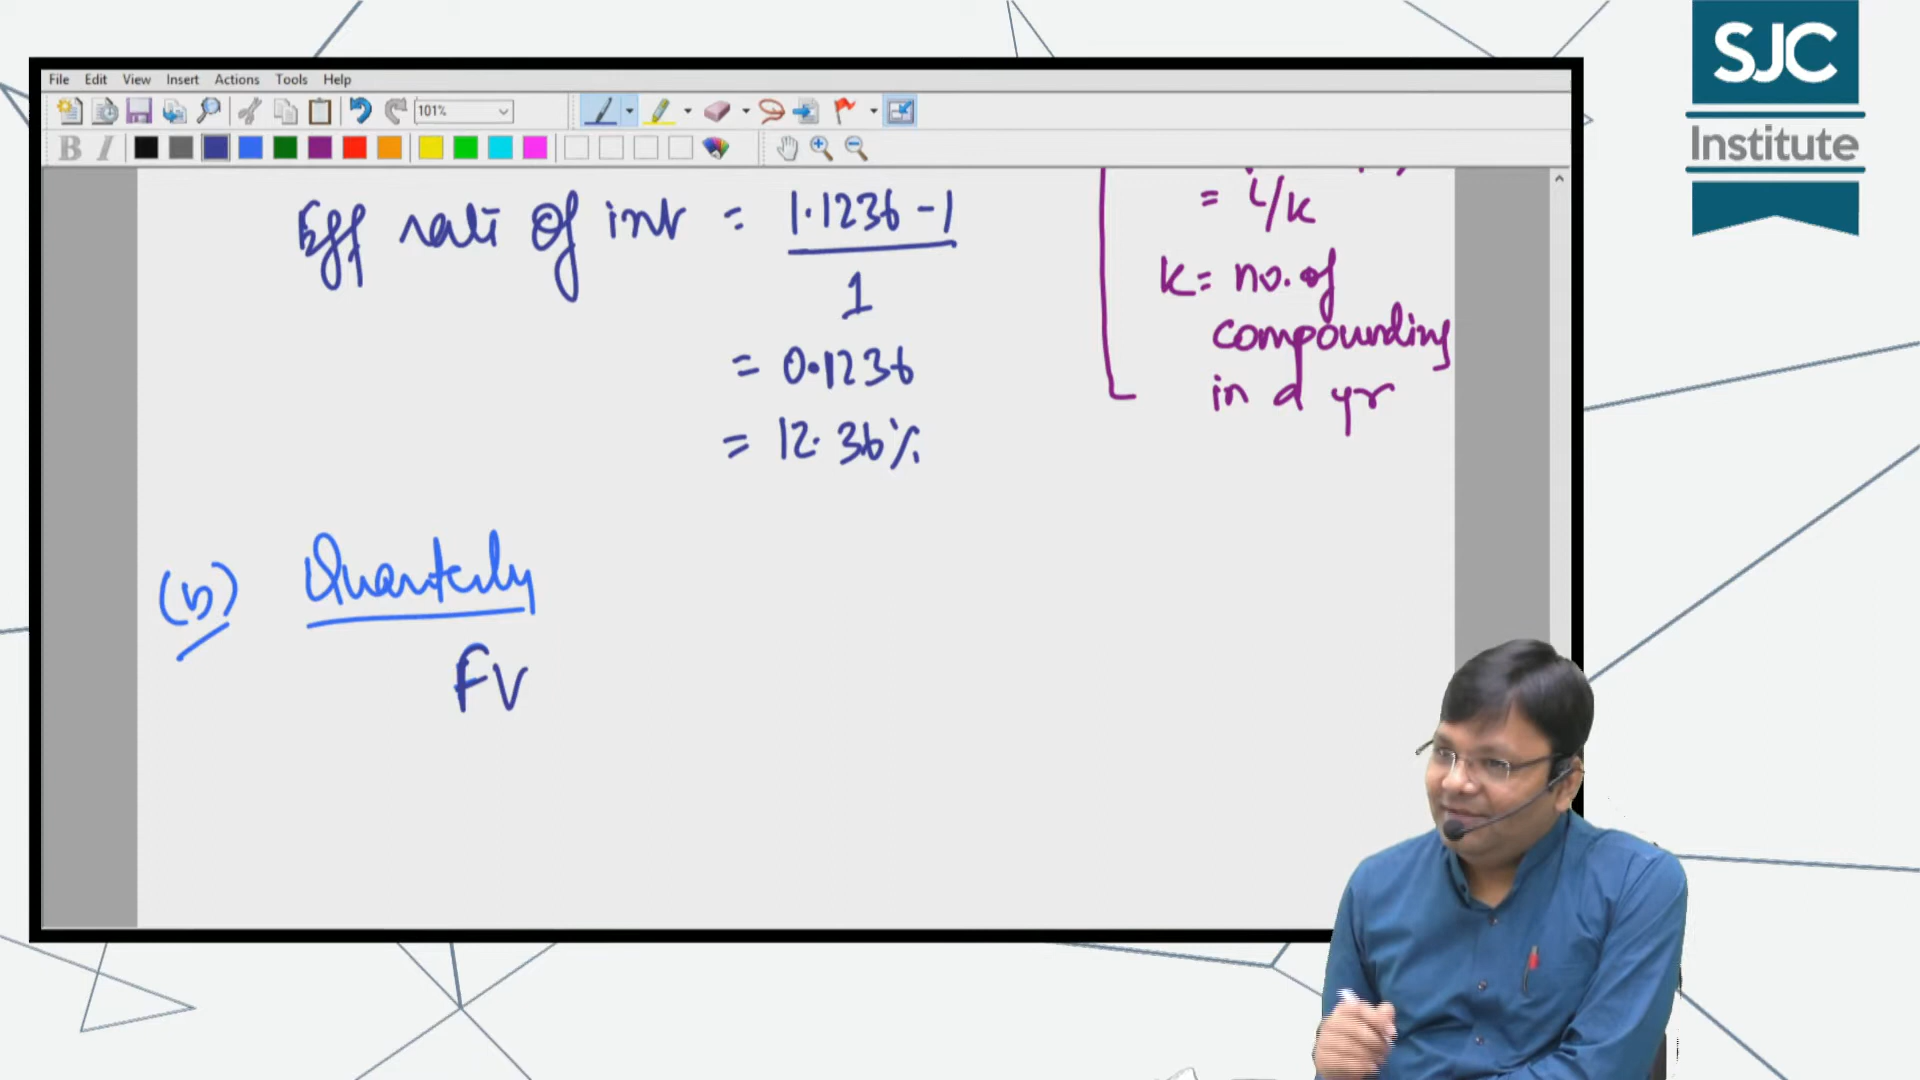 SJC
Institute
File Edit View Insert Actions Tools Help
101%
B I
Eff rate of int = 1.1236 - 1
1
= 0.1236
= 12.36%
= i/k
k = no. of
compounding
in a yr
(b) Quarterly
FV